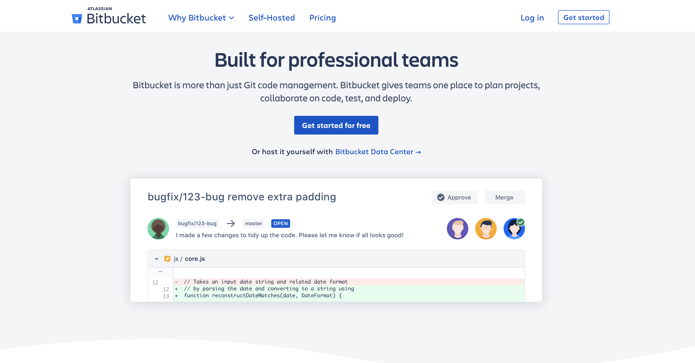 ATLASSIAN
Bitbucket
Why Bitbucket
Self-Hosted
Pricing
Log in
Get started
Built for professional teams
Bitbucket is more than just Git code management. Bitbucket gives teams one place to plan projects,
collaborate on code, test, and deploy.
Get started for free
Or host it yourself with Bitbucket Data Center →
bugfix/123-bug remove extra padding
Approve
Merge
bugfix/123-bug → master OPEN
I made a few changes to tidy up the code. Please let me know if all looks good!
js / core.js
...
12 - // Takes an input date string and related date format
12 + // by parsing the date and converting to a string using
13 + function reconstructDateMatches(date, DateFormat) {